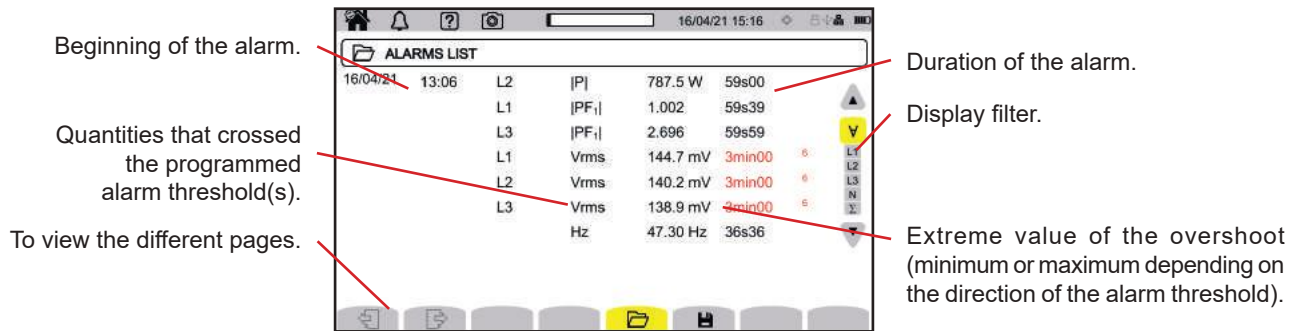 16/04/21 15:16
ALARMS LIST
Beginning of the alarm.
16/04/21 13:06 L2 |P| 787.5 W 59s00
L1 |PF₁| 1.002 59s39
L3 |PF₁| 2.696 59s59
L1 Vrms 144.7 mV 3min00 6
L2 Vrms 140.2 mV 3min00 6
L3 Vrms 138.9 mV 3min00 6
Hz 47.30 Hz 36s36
∀
L1
L2
L3
N
Σ
Quantities that crossed
the programmed
alarm threshold(s).
To view the different pages.
Duration of the alarm.
Display filter.
Extreme value of the overshoot
(minimum or maximum depending on
the direction of the alarm threshold).